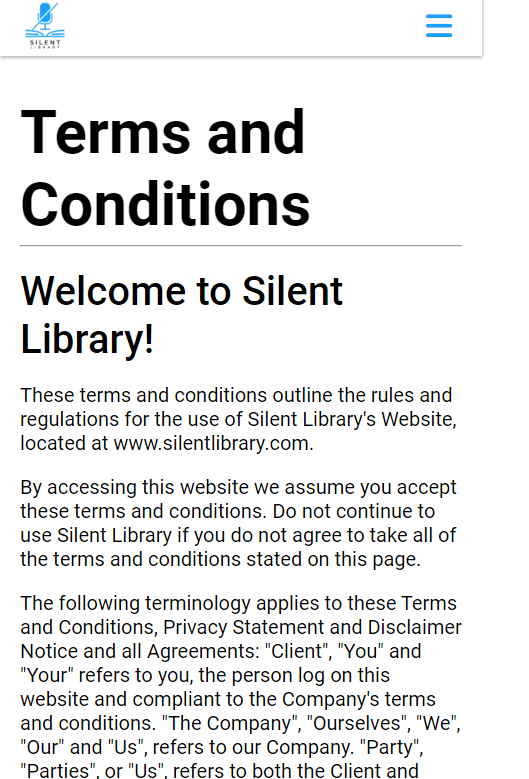 SILENT
LIBRARY
Terms and
Conditions
Welcome to Silent
Library!
These terms and conditions outline the rules and
regulations for the use of Silent Library's Website,
located at www.silentlibrary.com.
By accessing this website we assume you accept
these terms and conditions. Do not continue to
use Silent Library if you do not agree to take all of
the terms and conditions stated on this page.
The following terminology applies to these Terms
and Conditions, Privacy Statement and Disclaimer
Notice and all Agreements: "Client", "You" and
"Your" refers to you, the person log on this
website and compliant to the Company's terms
and conditions. "The Company", "Ourselves", "We",
"Our" and "Us", refers to our Company. "Party",
"Parties", or "Us", refers to both the Client and